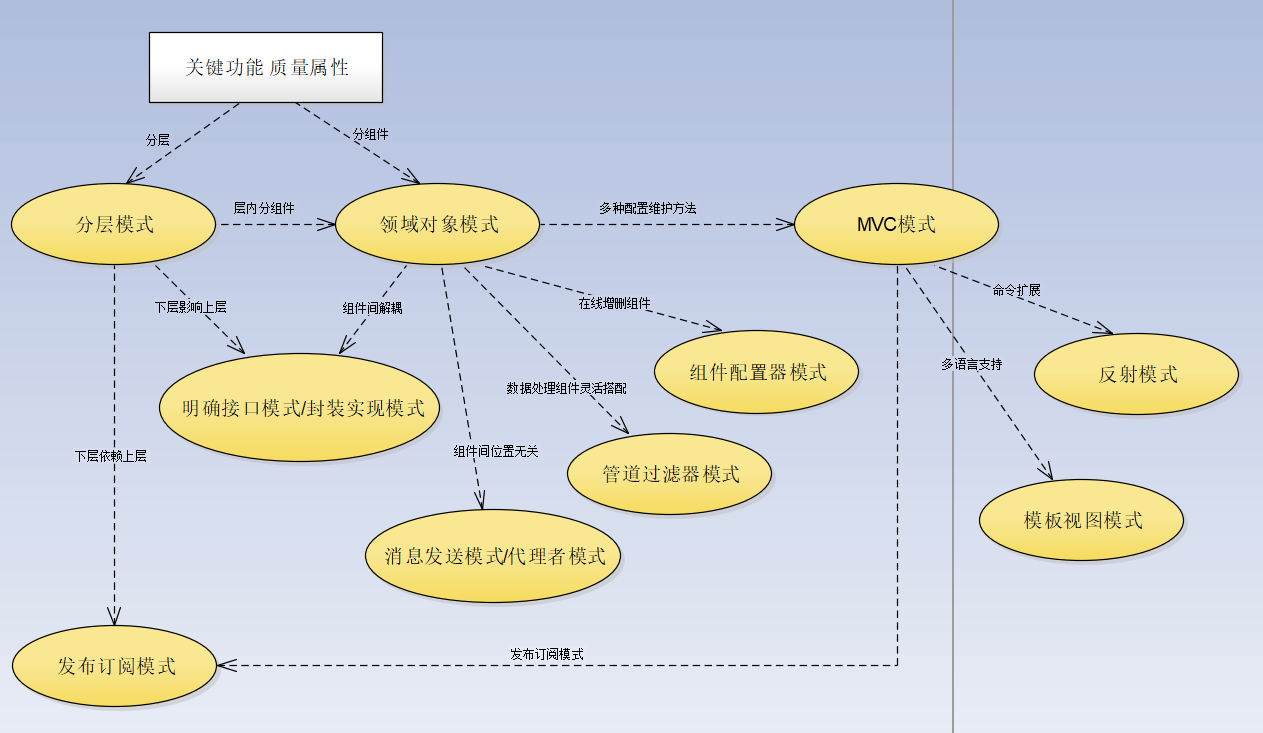 关键功能 质量属性
分层
分组件
分层模式
层内分组件
领域对象模式
多种配置维护方法
MVC模式
下层影响上层
组件间解耦
在线增删组件
命令扩展
明确接口模式/封装实现模式
数据处理组件灵活搭配
组件配置器模式
多语言支持
反射模式
下层依赖上层
组件间位置无关
管道过滤器模式
模板视图模式
消息发送模式/代理者模式
发布订阅模式
发布订阅模式